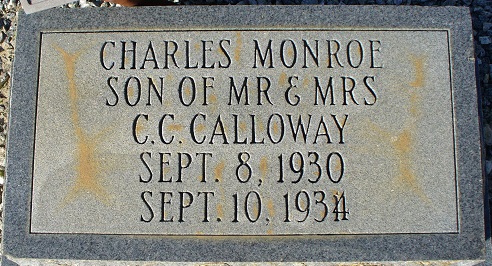 CHARLES MONROE
SON OF MR & MRS
C.C. CALLOWAY
SEPT. 8, 1930
SEPT. 10, 1934